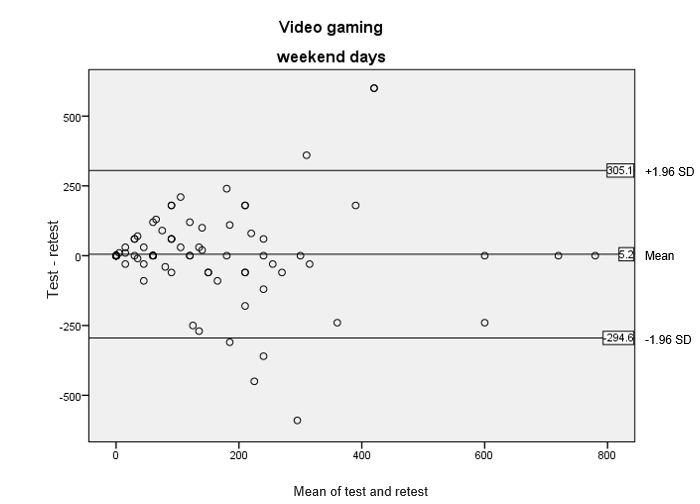 Video gaming
weekend days
500
305.1 +1.96 SD
250
Test - retest
0
5.2 Mean
-250
-294.6 -1.96 SD
-500
0 200 400 600 800
Mean of test and retest